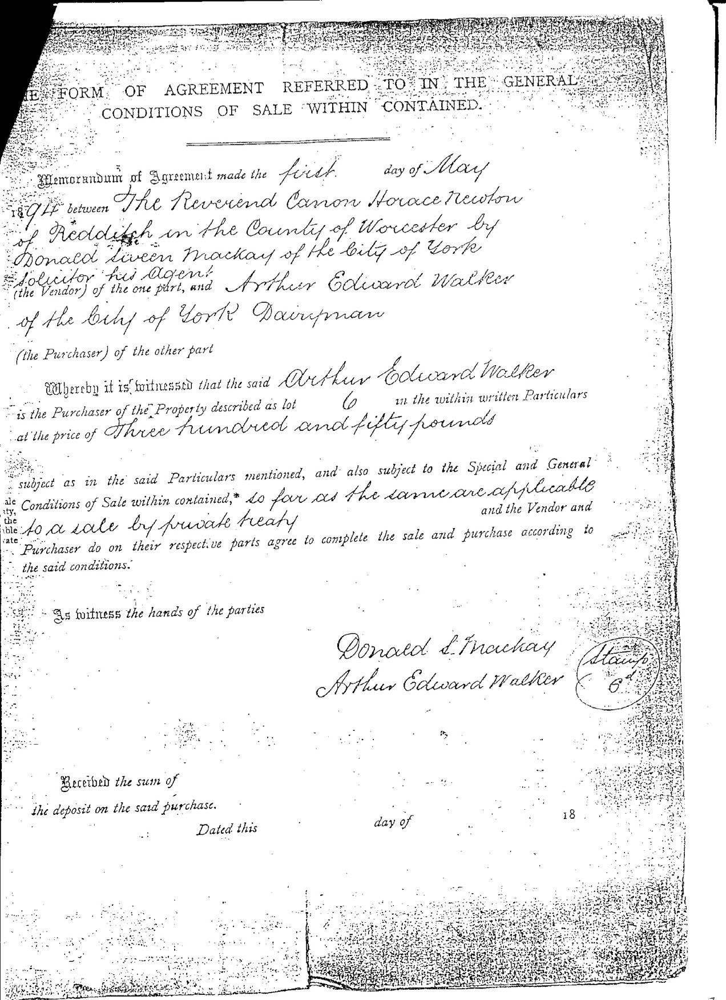 HE FORM OF AGREEMENT REFERRED TO IN THE GENERAL
CONDITIONS OF SALE WITHIN CONTAINED.
Memorandum of Agreement made the first day of May
1894 between The Reverend Canon Horace Newton
of Redditch in the County of Worcester by
Donald Sween Mackay of the City of York
Solicitor his Agent
(the Vendor) of the one part, and Arthur Edward Walker
of the City of York Dairyman
(the Purchaser) of the other part
Whereby it is witnessed that the said Arthur Edward Walker
is the Purchaser of the Property described as lot 6 in the within written Particulars
at the price of Three hundred and fifty pounds
subject as in the said Particulars mentioned, and also subject to the Special and General
ale
Conditions of Sale within contained,* so far as the same are applicable
ity,
the
and the Vendor and
ible
to a sale by private treaty
rate
Purchaser do on their respective parts agree to complete the sale and purchase according to
the said conditions.
As witness the hands of the parties
Donald S. Mackay
Arthur Edward Walker
Stamp
6d
Received the sum of
the deposit on the said purchase.
Dated this day of 18